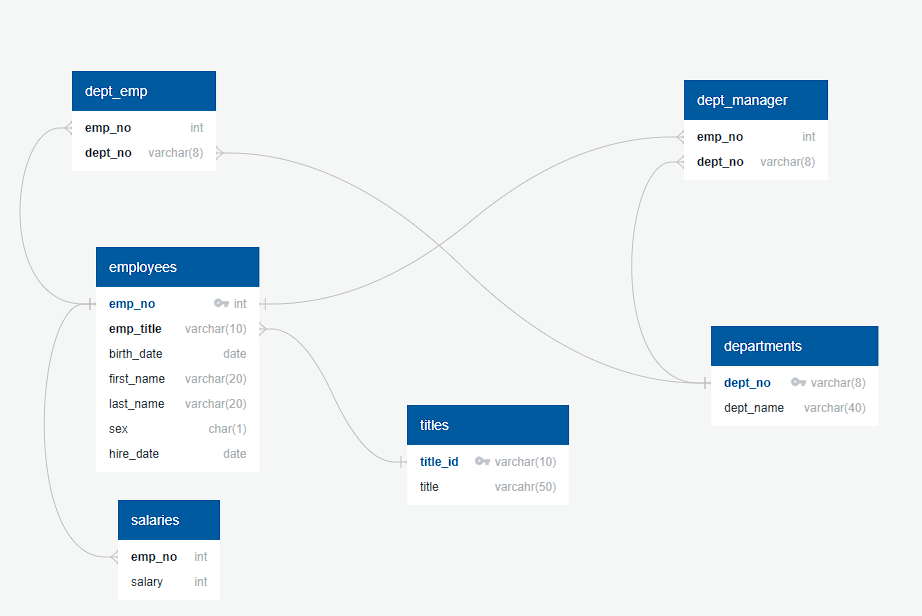 dept_emp
emp_no int
dept_no varchar(8)
dept_manager
emp_no int
dept_no varchar(8)
employees
emp_no int
emp_title varchar(10)
birth_date date
first_name varchar(20)
last_name varchar(20)
sex char(1)
hire_date date
departments
dept_no varchar(8)
dept_name varchar(40)
titles
title_id varchar(10)
title varcahr(50)
salaries
emp_no int
salary int